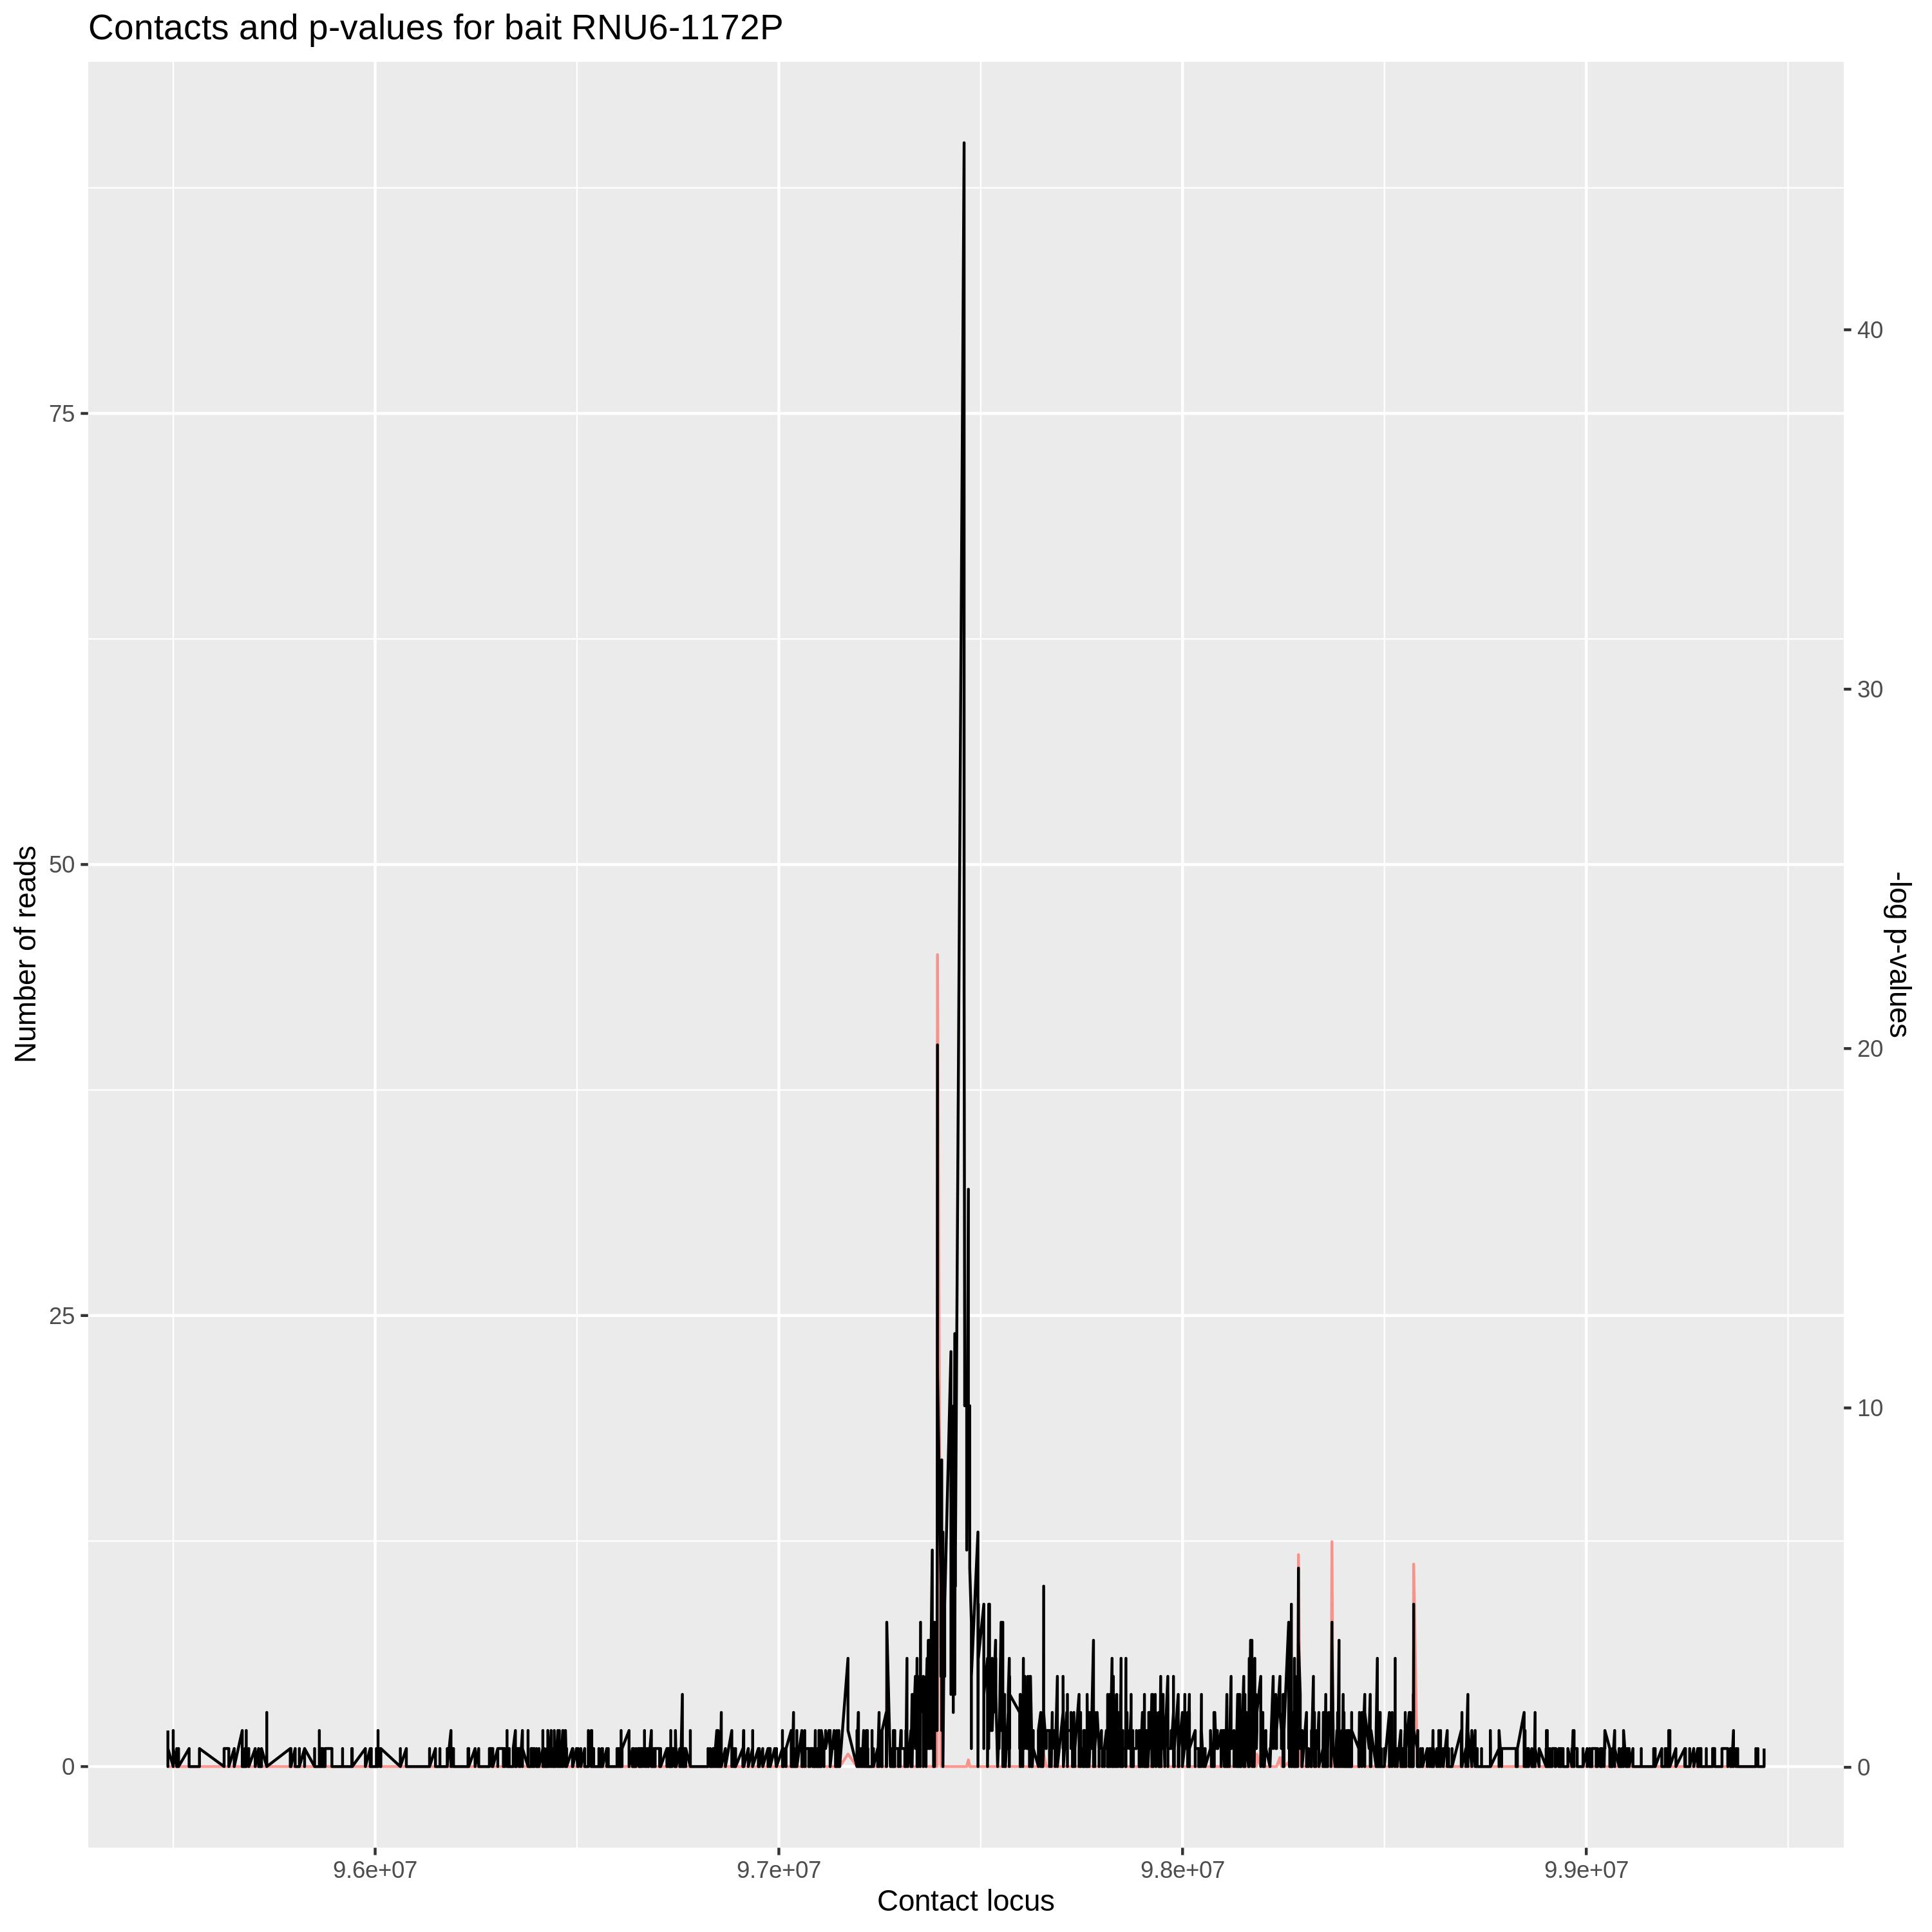 Contacts and p-values for bait RNU6-1172P
Number of reads
75
50
25
0
40
30
20
10
0
-log p-values
9.6e+07 9.7e+07 9.8e+07 9.9e+07
Contact locus